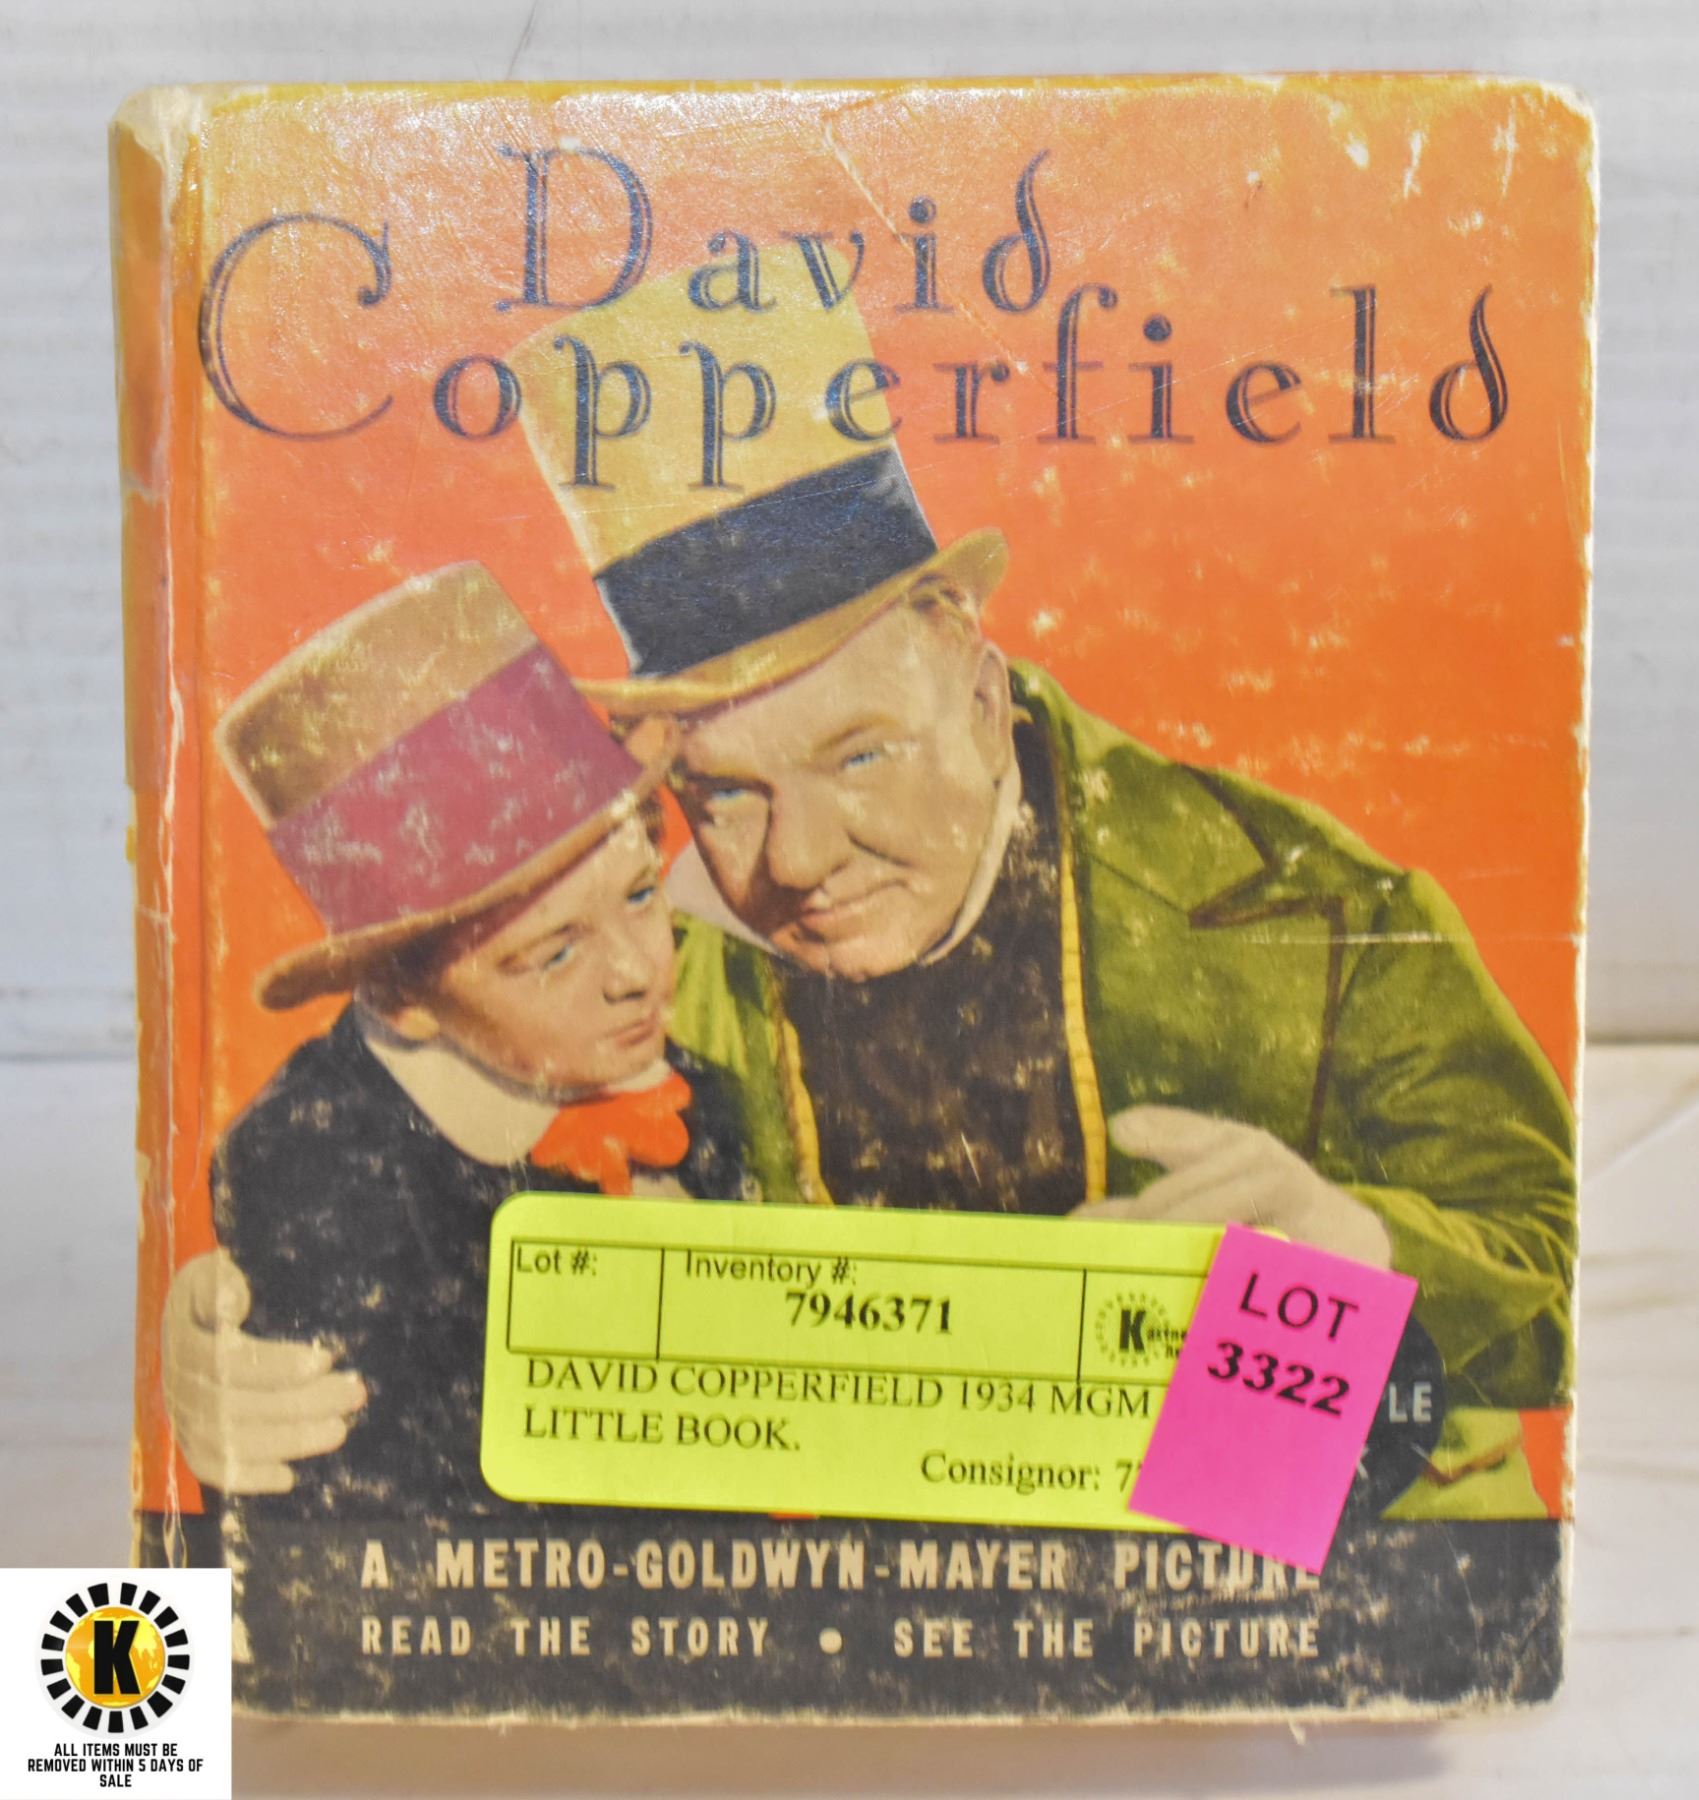 David
Copperfield
Lot #:
Inventory #:
7946371
K
DAVID COPPERFIELD 1934 MGM
LITTLE BOOK.
Consignor:
LOT
3322
LE
A METRO-GOLDWYN-MAYER PICTURE
READ THE STORY • SEE THE PICTURE
K
ALL ITEMS MUST BE
REMOVED WITHIN 5 DAYS OF
SALE